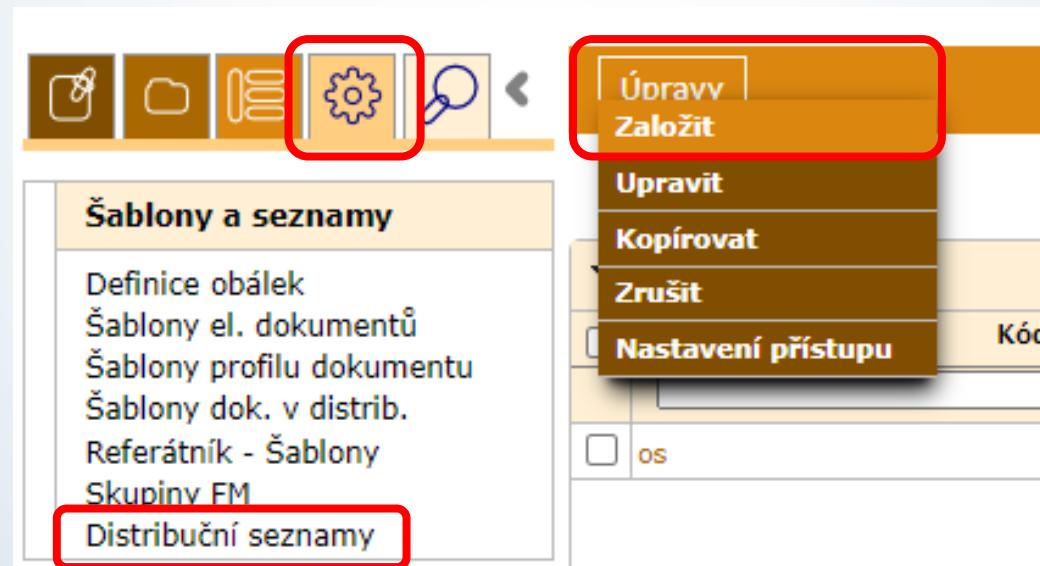 Úpravy
Založit
Upravit
Kopírovat
Zrušit
Nastavení přístupu
Šablony a seznamy
Definice obálek
Šablony el. dokumentů
Šablony profilu dokumentu
Šablony dok. v distrib.
Referátník - Šablony
Skupiny FM
Distribuční seznamy
Kód
os